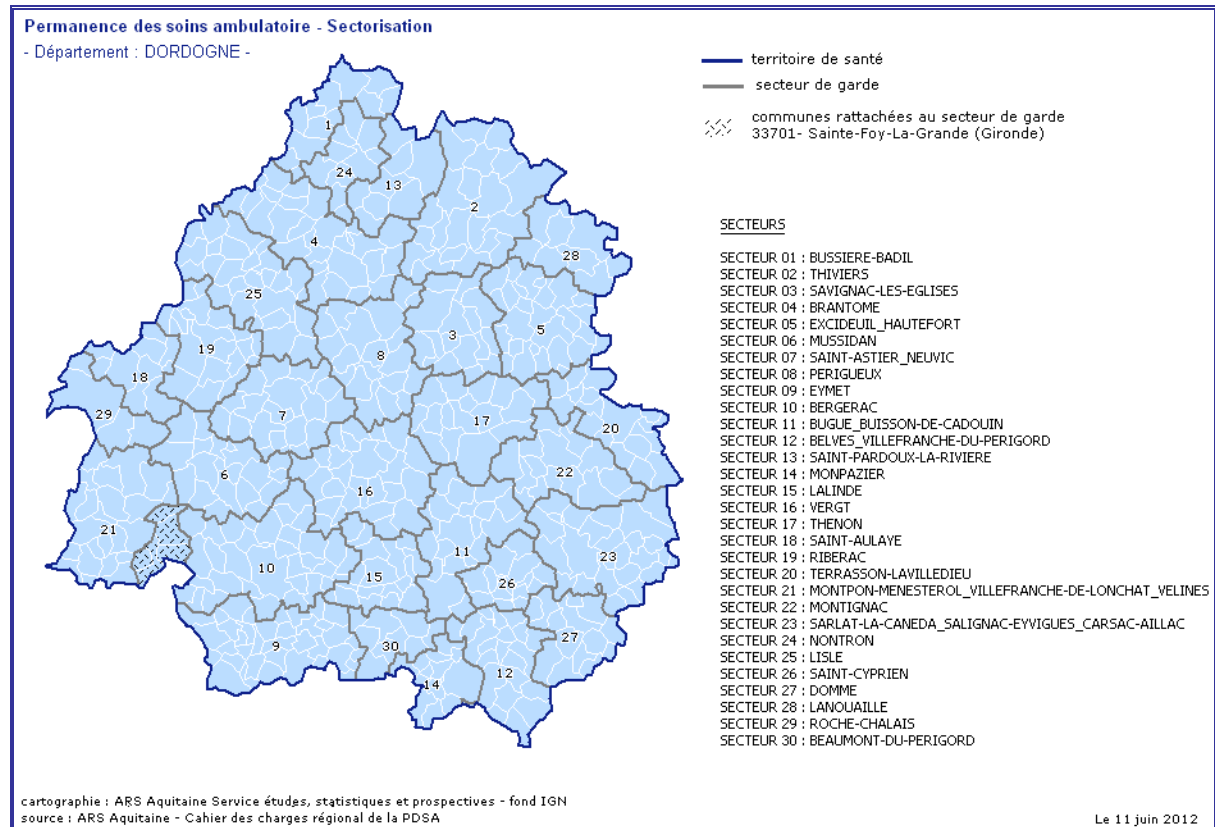 Permanence des soins ambulatoire - Sectorisation
- Département : DORDOGNE -
territoire de santé
secteur de garde
communes rattachées au secteur de garde
33701- Sainte-Foy-La-Grande (Gironde)
1
24
13
2
4
28
25
3
5
19
8
18
7
17
29
20
6
16
22
21
10
11
23
15
26
9
30
27
14
12
SECTEURS
SECTEUR 01 : BUSSIERE-BADIL
SECTEUR 02 : THIVIERS
SECTEUR 03 : SAVIGNAC-LES-EGLISES
SECTEUR 04 : BRANTOME
SECTEUR 05 : EXCIDEUIL_HAUTEFORT
SECTEUR 06 : MUSSIDAN
SECTEUR 07 : SAINT-ASTIER_NEUVIC
SECTEUR 08 : PERIGUEUX
SECTEUR 09 : EYMET
SECTEUR 10 : BERGERAC
SECTEUR 11 : BUGUE_BUISSON-DE-CADOUIN
SECTEUR 12 : BELVES_VILLEFRANCHE-DU-PERIGORD
SECTEUR 13 : SAINT-PARDOUX-LA-RIVIERE
SECTEUR 14 : MONPAZIER
SECTEUR 15 : LALINDE
SECTEUR 16 : VERGT
SECTEUR 17 : THENON
SECTEUR 18 : SAINT-AULAYE
SECTEUR 19 : RIBERAC
SECTEUR 20 : TERRASSON-LAVILLEDIEU
SECTEUR 21 : MONTPON-MENESTEROL_VILLEFRANCHE-DE-LONCHAT_VELINES
SECTEUR 22 : MONTIGNAC
SECTEUR 23 : SARLAT-LA-CANEDA_SALIGNAC-EYVIGUES_CARSAC-AILLAC
SECTEUR 24 : NONTRON
SECTEUR 25 : LISLE
SECTEUR 26 : SAINT-CYPRIEN
SECTEUR 27 : DOMME
SECTEUR 28 : LANOUAILLE
SECTEUR 29 : ROCHE-CHALAIS
SECTEUR 30 : BEAUMONT-DU-PERIGORD
cartographie : ARS Aquitaine Service études, statistiques et prospectives - fond IGN
source : ARS Aquitaine - Cahier des charges régional de la PDSA
Le 11 juin 2012